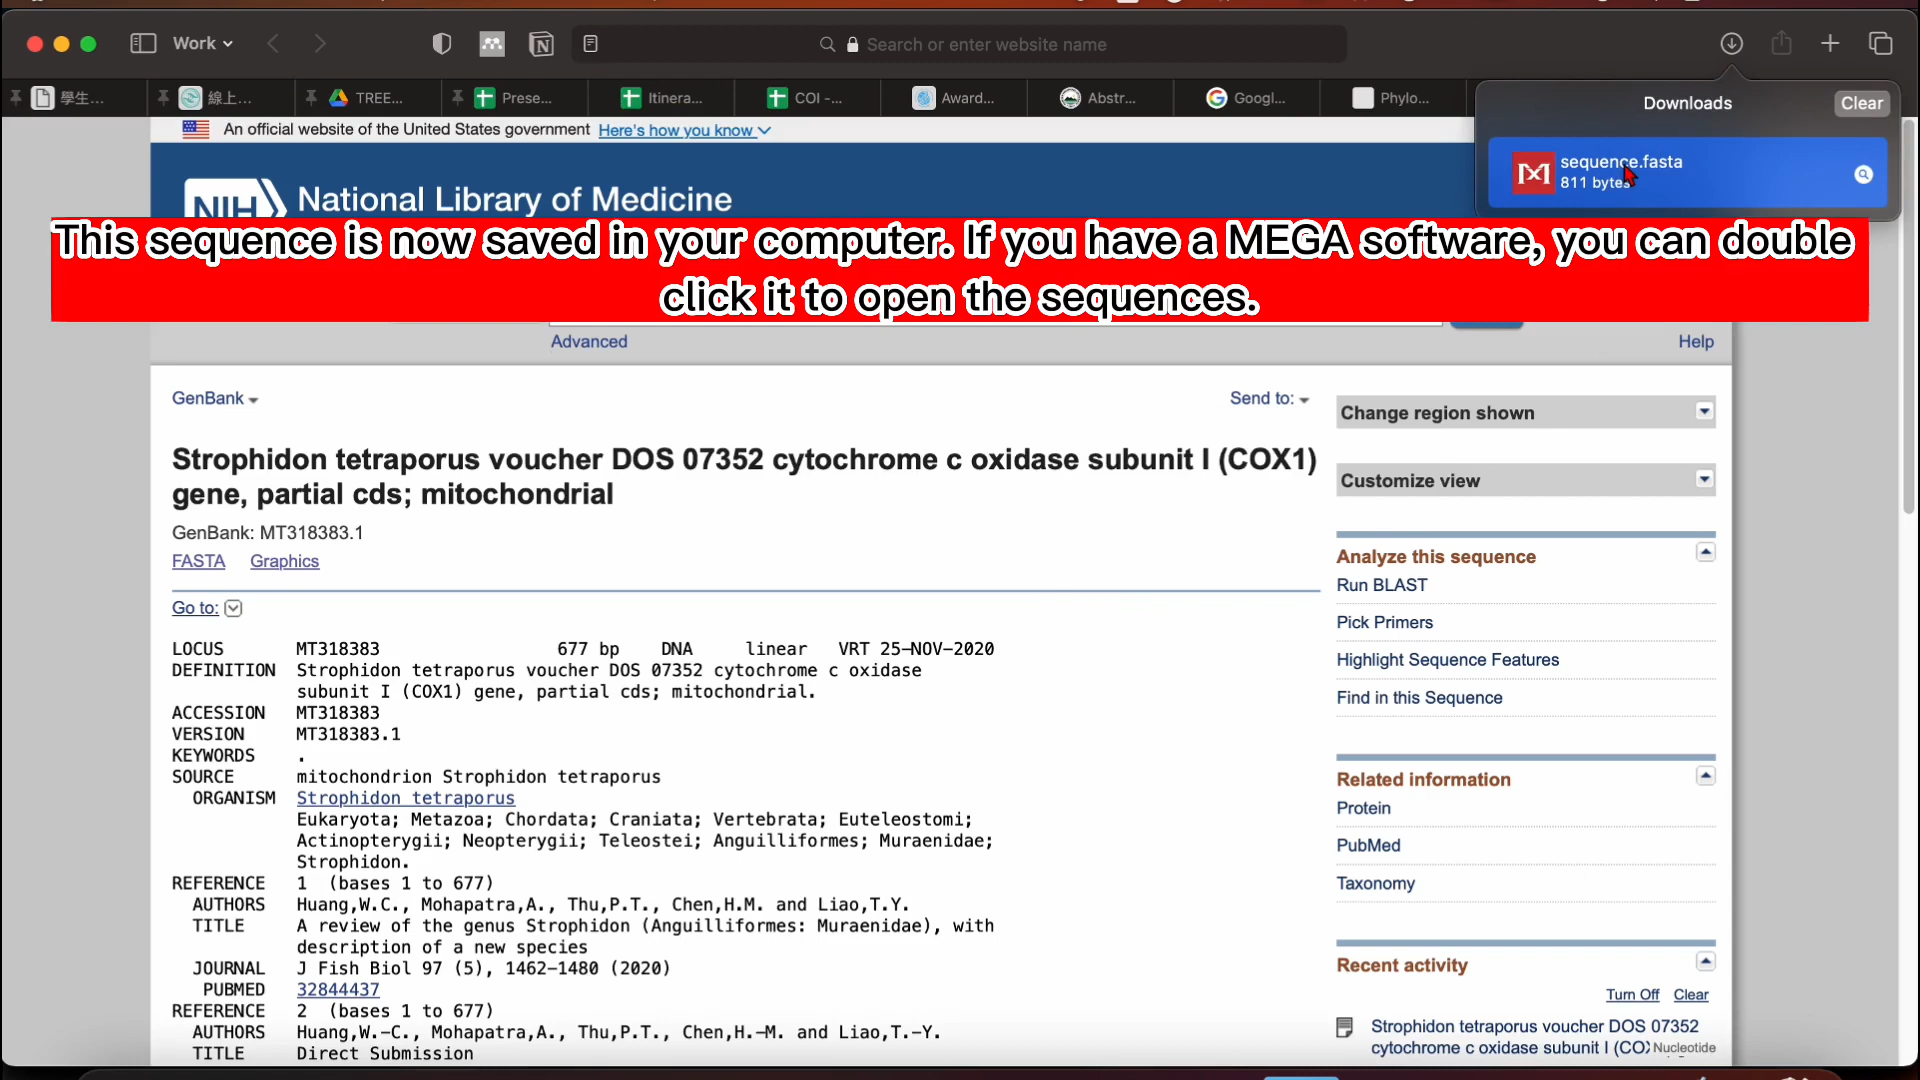 Work
Search or enter website name
學生...
線上...
TREE...
Prese...
Itinera...
COI -...
Award...
Abstr...
Googl...
Phylo...
Downloads
Clear
sequence.fasta
811 bytes
An official website of the United States government Here's how you know
NIH National Library of Medicine
This sequence is now saved in your computer. If you have a MEGA software, you can double
click it to open the sequences.
Advanced
Help
GenBank
Send to:
Strophidon tetraporus voucher DOS 07352 cytochrome c oxidase subunit I (COX1)
gene, partial cds; mitochondrial
GenBank: MT318383.1
FASTA Graphics
Go to:
LOCUS MT318383 677 bp DNA linear VRT 25-NOV-2020
DEFINITION Strophidon tetraporus voucher DOS 07352 cytochrome c oxidase
subunit I (COX1) gene, partial cds; mitochondrial.
ACCESSION MT318383
VERSION MT318383.1
KEYWORDS .
SOURCE mitochondrion Strophidon tetraporus
ORGANISM Strophidon tetraporus
Eukaryota; Metazoa; Chordata; Craniata; Vertebrata; Euteleostomi;
Actinopterygii; Neopterygii; Teleostei; Anguilliformes; Muraenidae;
Strophidon.
REFERENCE 1 (bases 1 to 677)
AUTHORS Huang,W.C., Mohapatra,A., Thu,P.T., Chen,H.M. and Liao,T.Y.
TITLE A review of the genus Strophidon (Anguilliformes: Muraenidae), with
description of a new species
JOURNAL J Fish Biol 97 (5), 1462-1480 (2020)
PUBMED 32844437
REFERENCE 2 (bases 1 to 677)
AUTHORS Huang,W.-C., Mohapatra,A., Thu,P.T., Chen,H.-M. and Liao,T.-Y.
TITLE Direct Submission
Change region shown
Customize view
Analyze this sequence
Run BLAST
Pick Primers
Highlight Sequence Features
Find in this Sequence
Related information
Protein
PubMed
Taxonomy
Recent activity
Turn Off Clear
Strophidon tetraporus voucher DOS 07352
cytochrome c oxidase subunit I (CO) Nucleotide